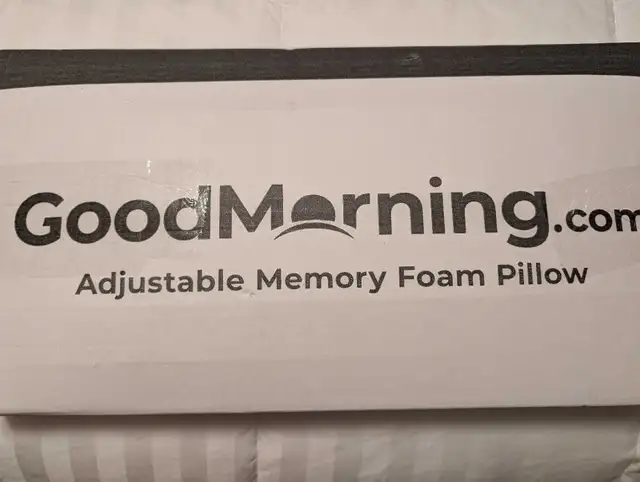 GoodMorning.com
Adjustable Memory Foam Pillow